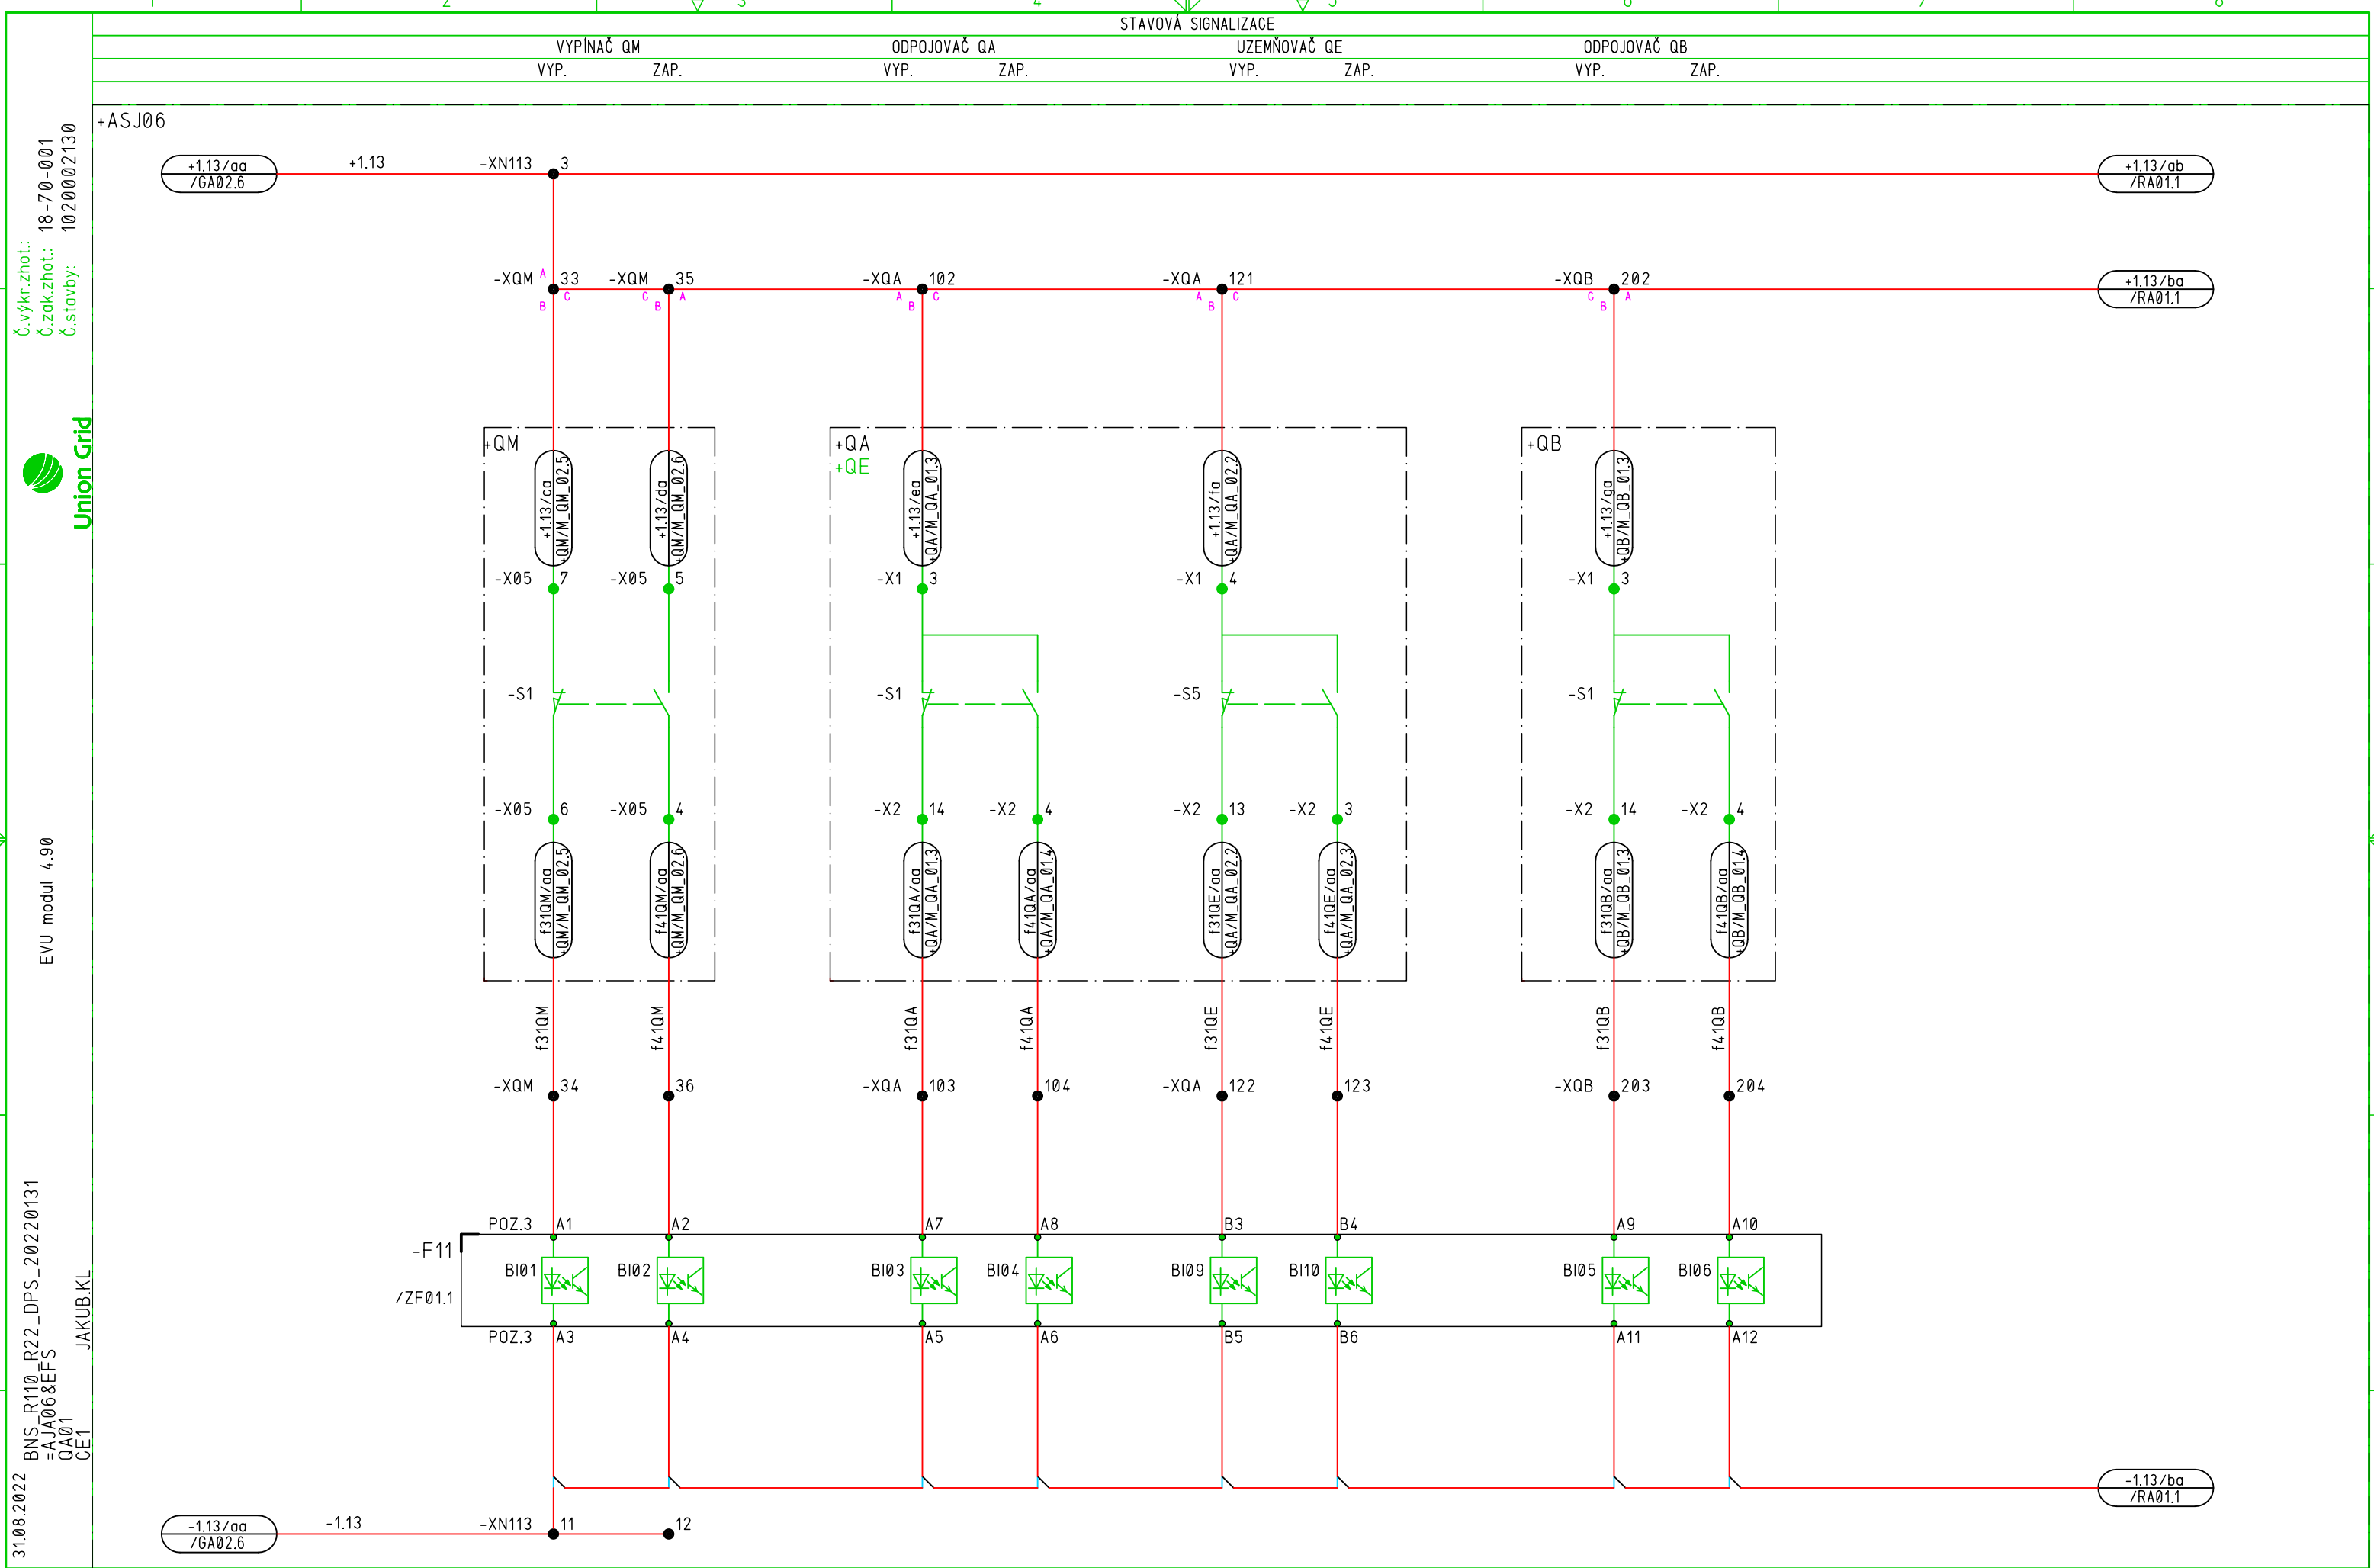 1 2 3 4 5 6 7 8
STAVOVÁ SIGNALIZACE
VYPÍNAČ QM ODPOJOVAČ QA UZEMŇOVAČ QE ODPOJOVAČ QB
VYP. ZAP. VYP. ZAP. VYP. ZAP. VYP. ZAP.
+ASJ06
+1.13/aa
/GA02.6
+1.13
-XN113 3
+1.13/ab
/RA01.1
-XQM 33 -XQM 35 -XQA 102 -XQA 121 -XQB 202
A
C C A A C A C C A
B B B B B
+1.13/ba
/RA01.1
+QM +QA +QB
+QE
+1.13/ca
+QM/M_QM_02.5
+1.13/da
+QM/M_QM_02.6
+1.13/ea
+QA/M_QA_01.3
+1.13/fa
+QA/M_QA_02.2
+1.13/ga
+QB/M_QB_01.3
-X05 7 -X05 5 -X1 3 -X1 4 -X1 3
-S1 -S1 -S5 -S1
-X05 6 -X05 4 -X2 14 -X2 4 -X2 13 -X2 3 -X2 14 -X2 4
f31QM/aa
+QM/M_QM_02.5
f41QM/aa
+QM/M_QM_02.6
f31QA/aa
+QA/M_QA_01.3
f41QA/aa
+QA/M_QA_01.4
f31QE/aa
+QA/M_QA_02.2
f41QE/aa
+QA/M_QA_02.3
f31QB/aa
+QB/M_QB_01.3
f41QB/aa
+QB/M_QB_01.4
f31QM f41QM f31QA f41QA f31QE f41QE f31QB f41QB
-XQM 34 36 -XQA 103 104 -XQA 122 123 -XQB 203 204
POZ.3 A1 A2 A7 A8 B3 B4 A9 A10
-F11
BI01 BI02 BI03 BI04 BI09 BI10 BI05 BI06
/ZF01.1
POZ.3 A3 A4 A5 A6 B5 B6 A11 A12
-1.13/ba
/RA01.1
-1.13/aa
/GA02.6
-1.13
-XN113 11 12
Č.výkr.zhot.:
Č.zak.zhot.: 18-70-001
Č.stavby: 1020002130
Union Grid
EVU modul 4.90
BNS_R110_R22_DPS_20220131
=AJA06&EFS
QA01
CE1 JAKUB.KL
31.08.2022